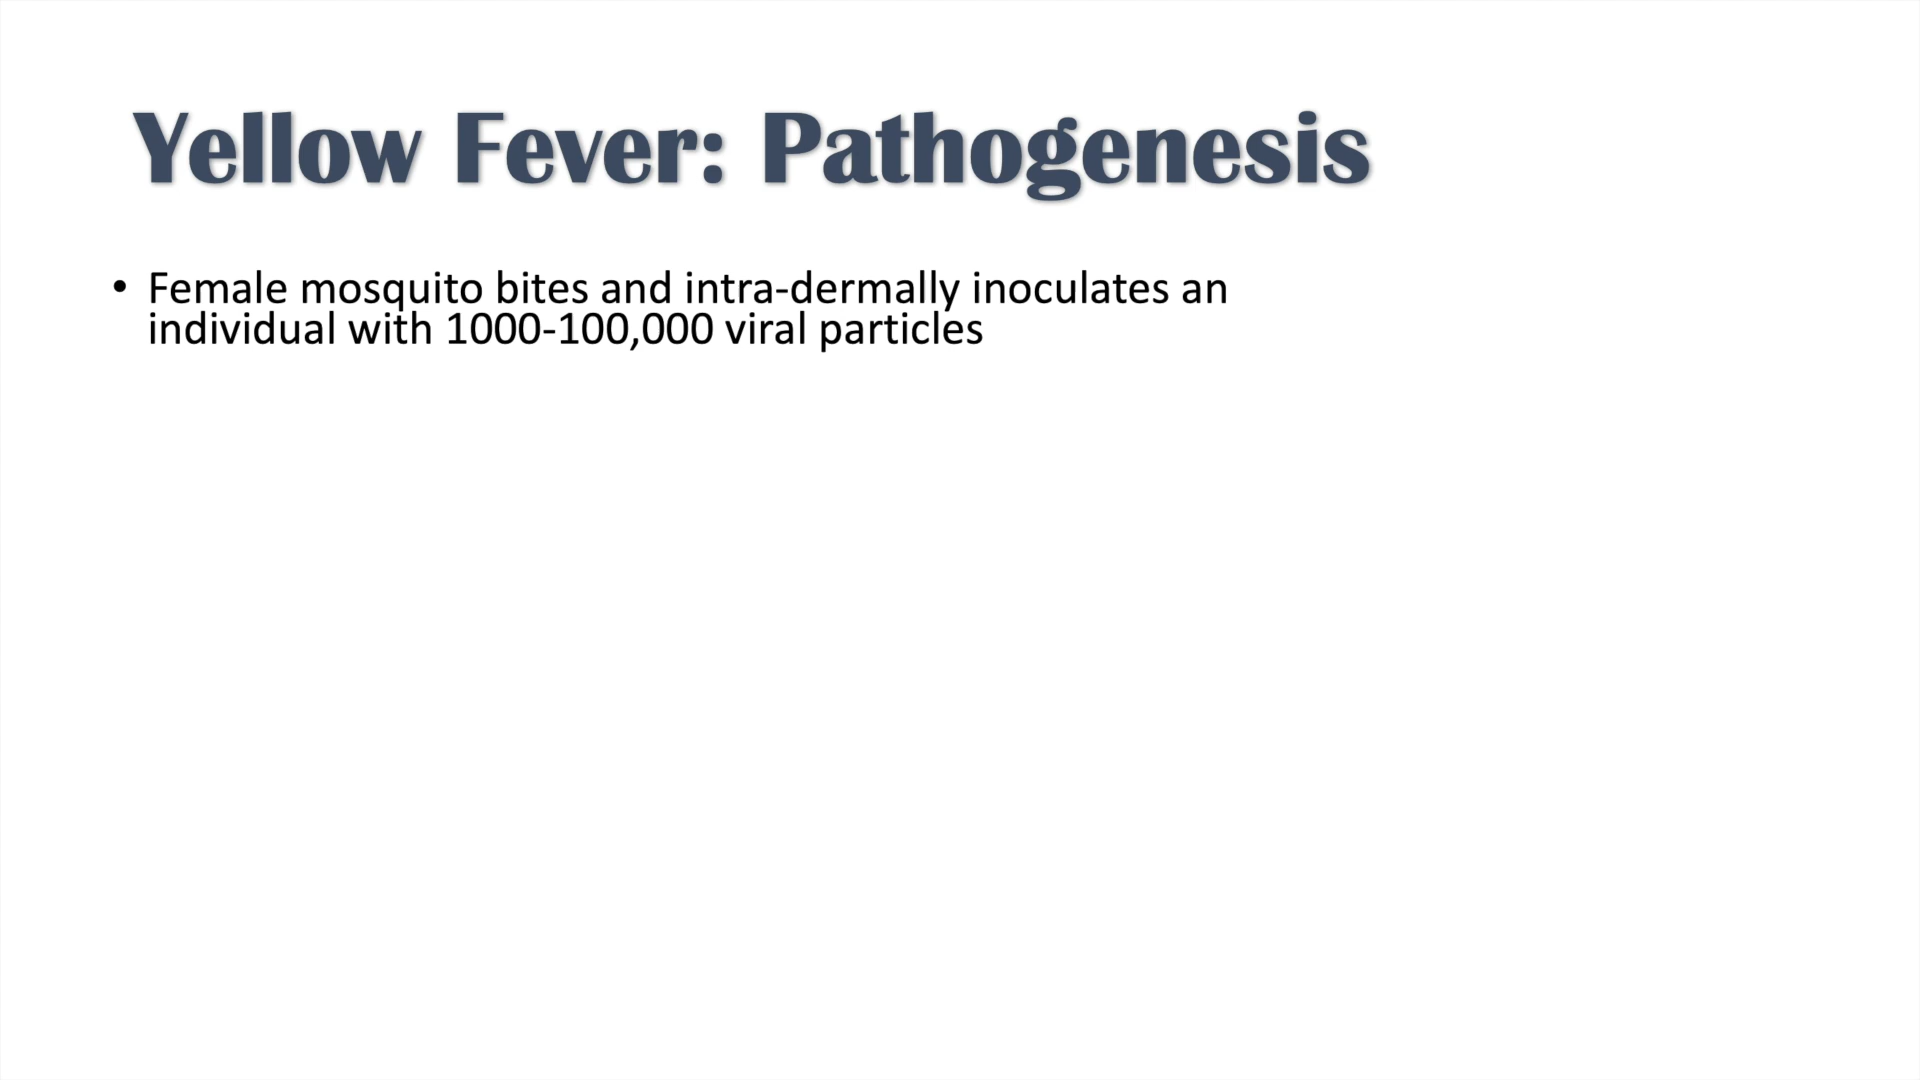 Yellow Fever: Pathogenesis
• Female mosquito bites and intra-dermally inoculates an
individual with 1000-100,000 viral particles